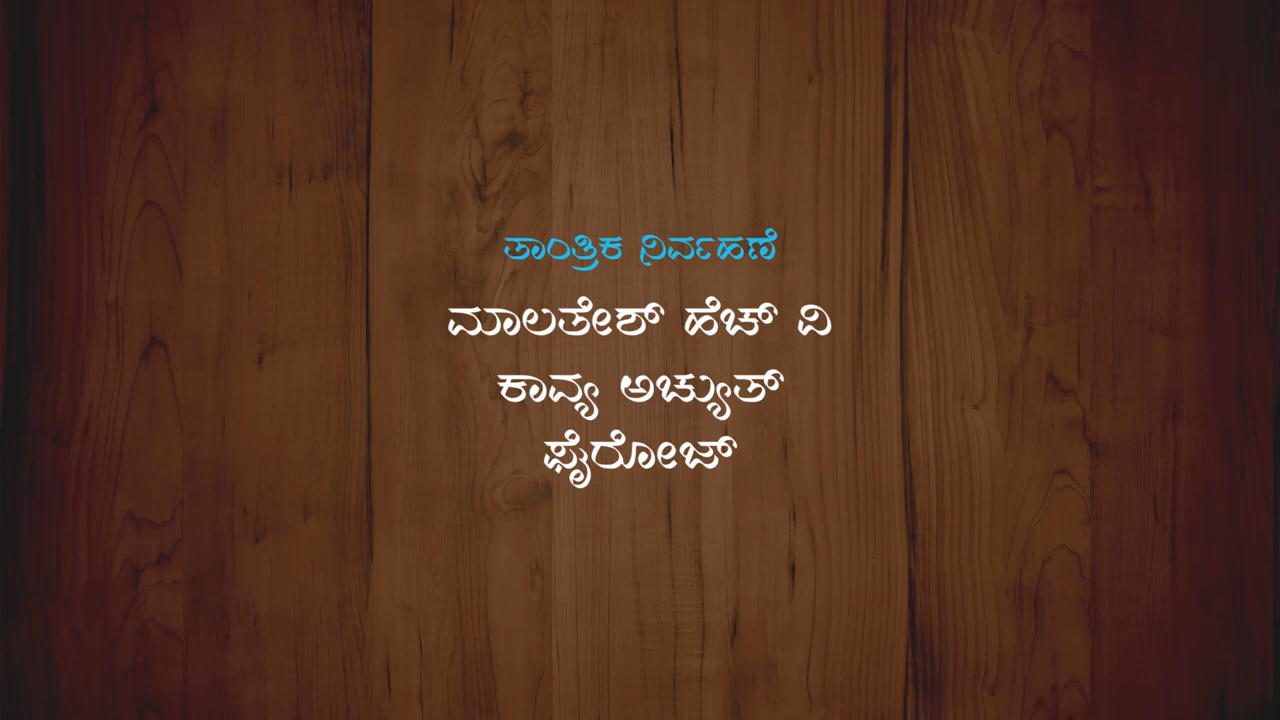 ತಾಂತ್ರಿಕ ನಿರ್ವಹಣೆ
ಮಾಲತೇಶ್ ಹೆಚ್ ವಿ
ಕಾವ್ಯ ಅಚ್ಯುತ್
ಫೈರೋಜ್